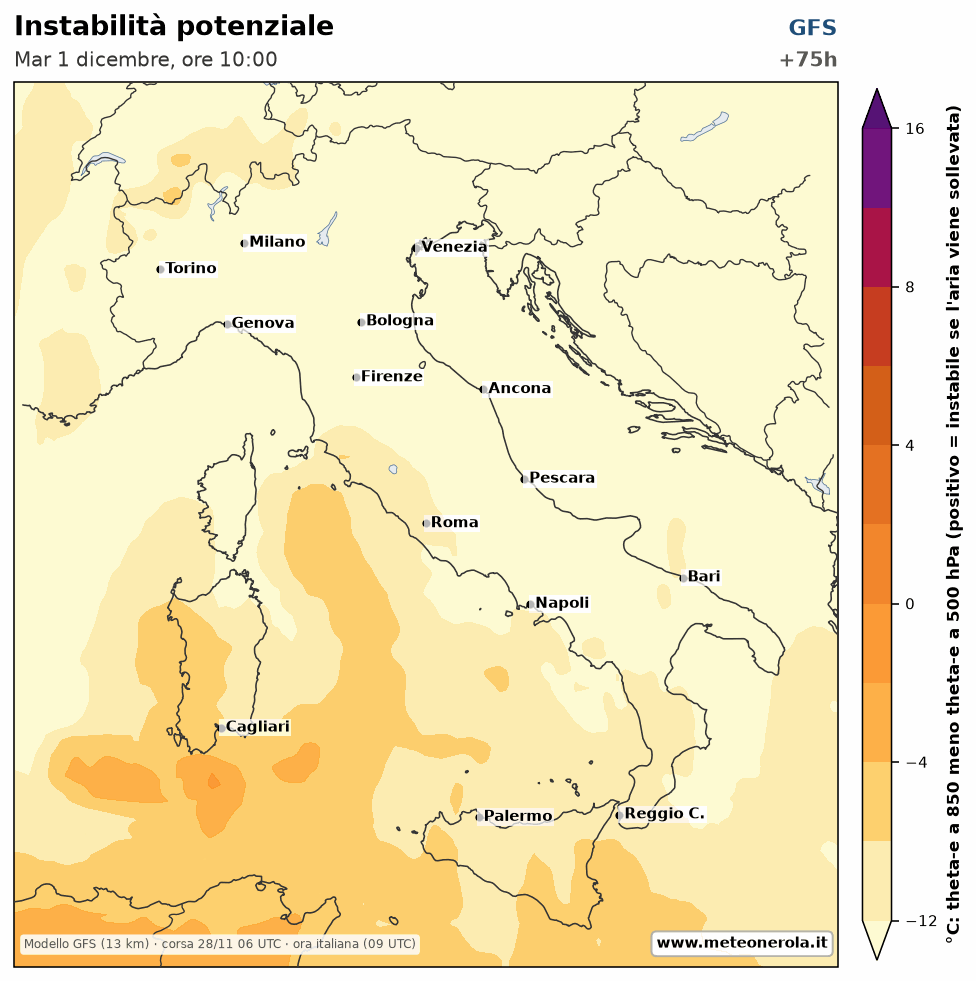 Instabilità potenziale
GFS
Mar 1 dicembre, ore 10:00
+75h
Milano
Venezia
Torino
Genova
Bologna
Firenze
Ancona
Pescara
Roma
Bari
Napoli
Cagliari
Palermo
Reggio C.
16
8
4
0
−4
−12
°C: theta-e a 850 meno theta-e a 500 hPa (positivo = instabile se l'aria viene sollevata)
Modello GFS (13 km) · corsa 28/11 06 UTC · ora italiana (09 UTC)
www.meteonerola.it